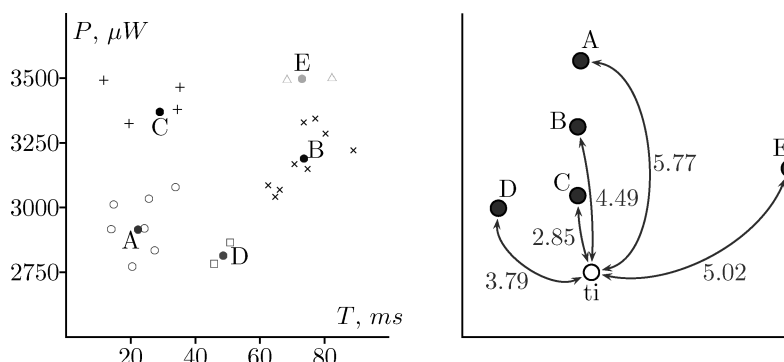 P, μW
3500
3000
2750
20 40 60 80
T, ms
E
C
B
A
D
A
B
C
D
E
5.77
4.49
2.85
3.79
5.02
ti